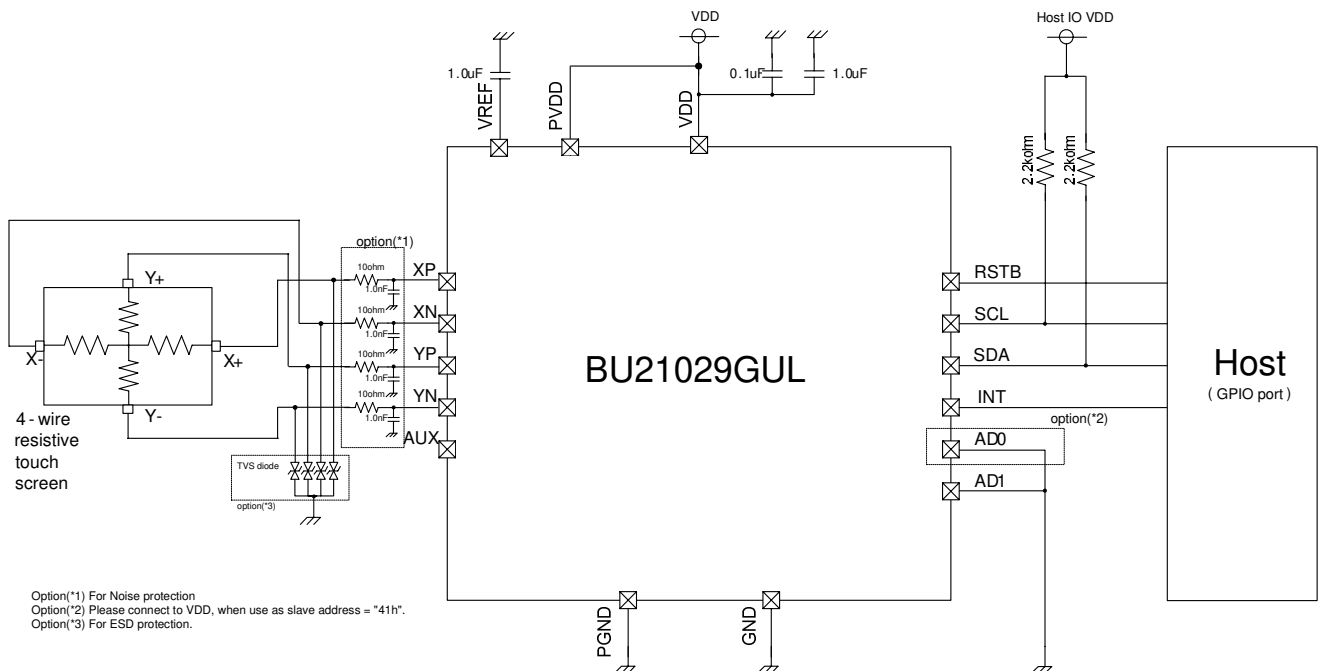 VDD
Host IO VDD
1.0uF
0.1uF
1.0uF
VREF
PVDD
VDD
2.2kohm
2.2kohm
option(*1)
Y+
X-
X+
Y-
4-wire
resistive
touch
screen
10ohm
1.0nF
XP
10ohm
1.0nF
XN
10ohm
1.0nF
YP
10ohm
1.0nF
YN
AUX
TVS diode
option(*3)
BU21029GUL
RSTB
SCL
SDA
INT
option(*2)
AD0
AD1
Host
( GPIO port )
PGND
GND
Option(*1) For Noise protection
Option(*2) Please connect to VDD, when use as slave address = "41h".
Option(*3) For ESD protection.